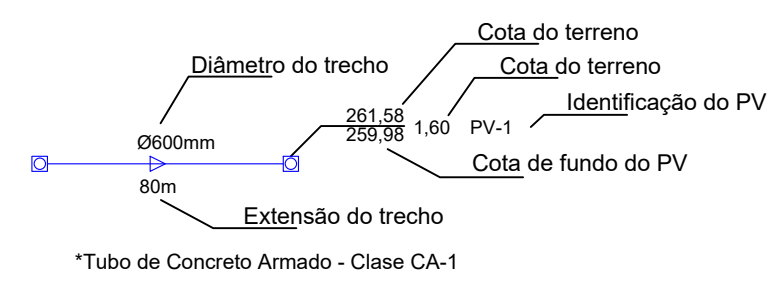 Cota do terreno
Diâmetro do trecho
Cota do terreno
Identificação do PV
261,58
259,98
1,60
PV-1
Ø600mm
Cota de fundo do PV
80m
Extensão do trecho
*Tubo de Concreto Armado - Clase CA-1